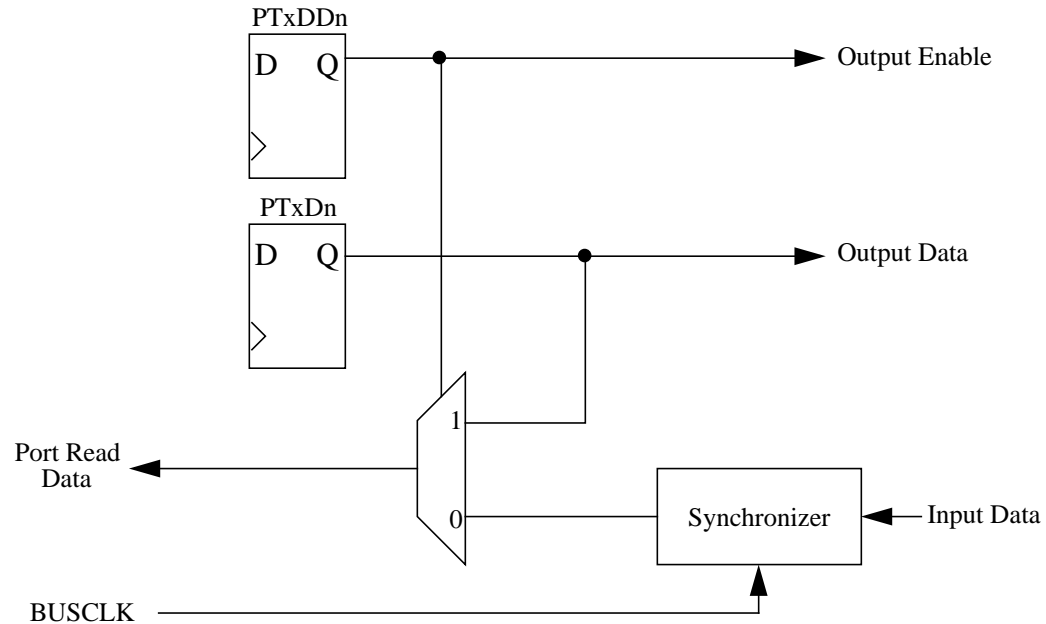 PTxDDn
D Q
Output Enable
PTxDn
D Q
Output Data
1
Port Read
Data
0
Synchronizer
Input Data
BUSCLK